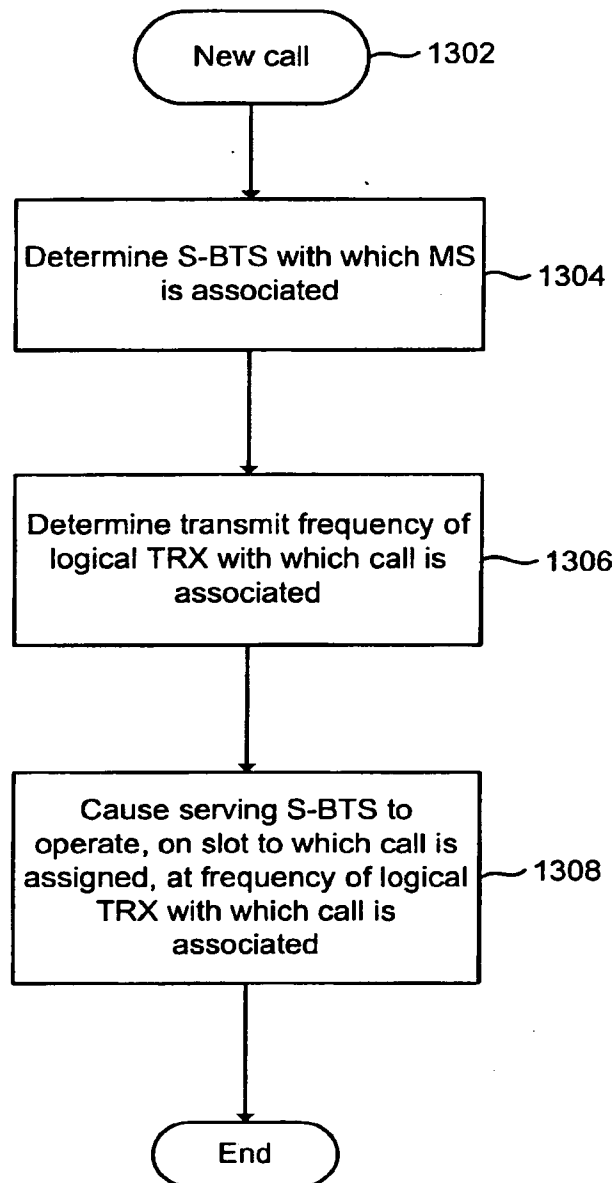 New call
1302
Determine S-BTS with which MS
is associated
1304
Determine transmit frequency of
logical TRX with which call is
associated
1306
Cause serving S-BTS to
operate, on slot to which call is
assigned, at frequency of logical
TRX with which call is
associated
1308
End